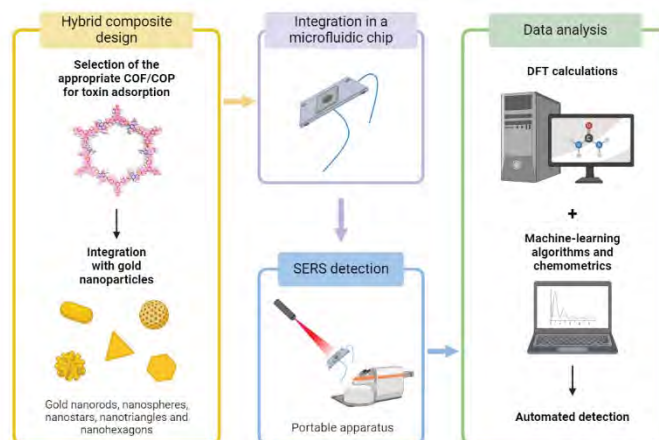 Hybrid composite
design
Selection of the
appropriate COF/COP
for toxin adsorption
Integration
with gold
nanoparticles
Gold nanorods, nanospheres,
nanostars, nanotriangles and
nanohexagons
Integration in a
microfluidic chip
SERS detection
Portable apparatus
Data analysis
DFT calculations
+
Machine-learning
algorithms and
chemometrics
Automated detection